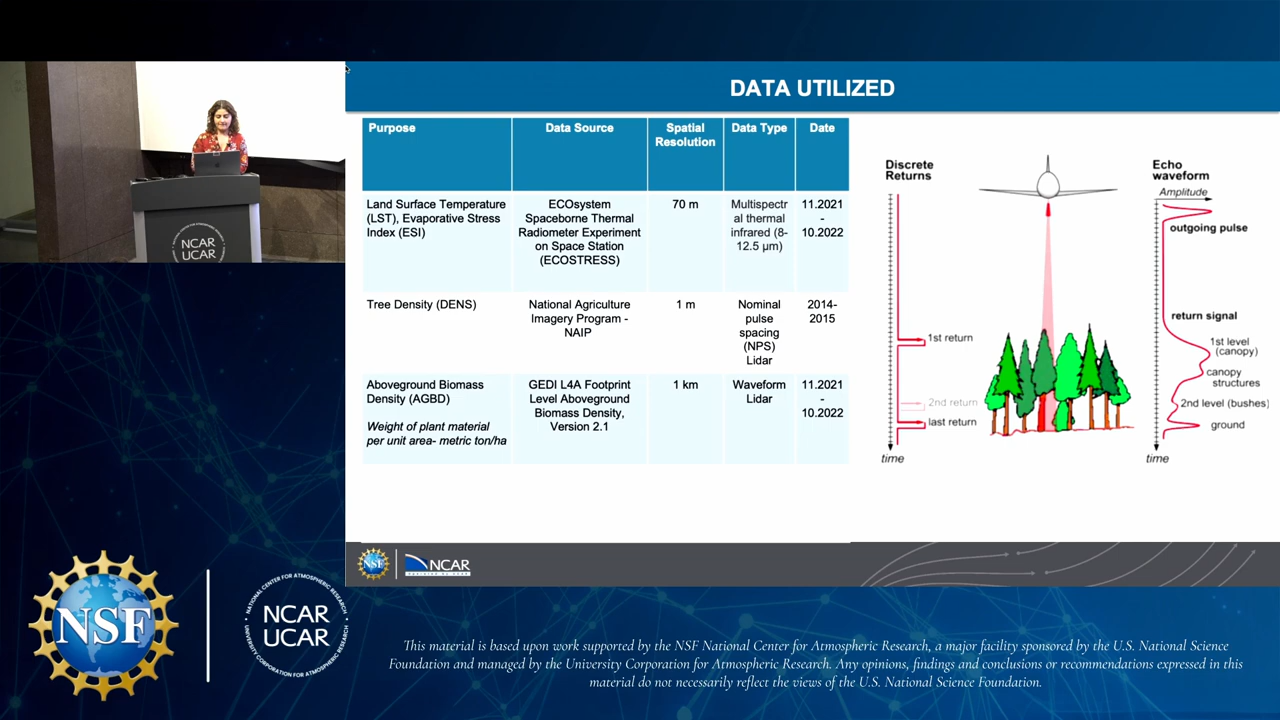 DATA UTILIZED
Purpose
Data Source
Spatial
Resolution
Data Type
Date
Land Surface Temperature
(LST), Evaporative Stress
Index (ESI)
ECOsystem
Spaceborne Thermal
Radiometer Experiment
on Space Station
(ECOSTRESS)
70 m
Multispectr
al thermal
infrared (8-
12.5 µm)
11.2021
-
10.2022
Tree Density (DENS)
National Agriculture
Imagery Program -
NAIP
1 m
Nominal
pulse
spacing
(NPS)
Lidar
2014-
2015
Aboveground Biomass
Density (AGBD)
Weight of plant material
per unit area- metric ton/ha
GEDI L4A Footprint
Level Aboveground
Biomass Density,
Version 2.1
1 km
Waveform
Lidar
11.2021
-
10.2022
Discrete
Returns
1st return
2nd return
last return
time
Echo
waveform
Amplitude
outgoing pulse
return signal
1st level
(canopy)
canopy
structures
2nd level (bushes)
ground
time
NCAR
UCAR
NSF
NCAR
NSF
NATIONAL CENTER FOR ATMOSPHERIC RESEARCH
NCAR
UCAR
UNIVERSITY CORPORATION FOR ATMOSPHERIC RESEARCH
This material is based upon work supported by the NSF National Center for Atmospheric Research, a major facility sponsored by the U.S. National Science
Foundation and managed by the University Corporation for Atmospheric Research. Any opinions, findings and conclusions or recommendations expressed in this
material do not necessarily reflect the views of the U.S. National Science Foundation.